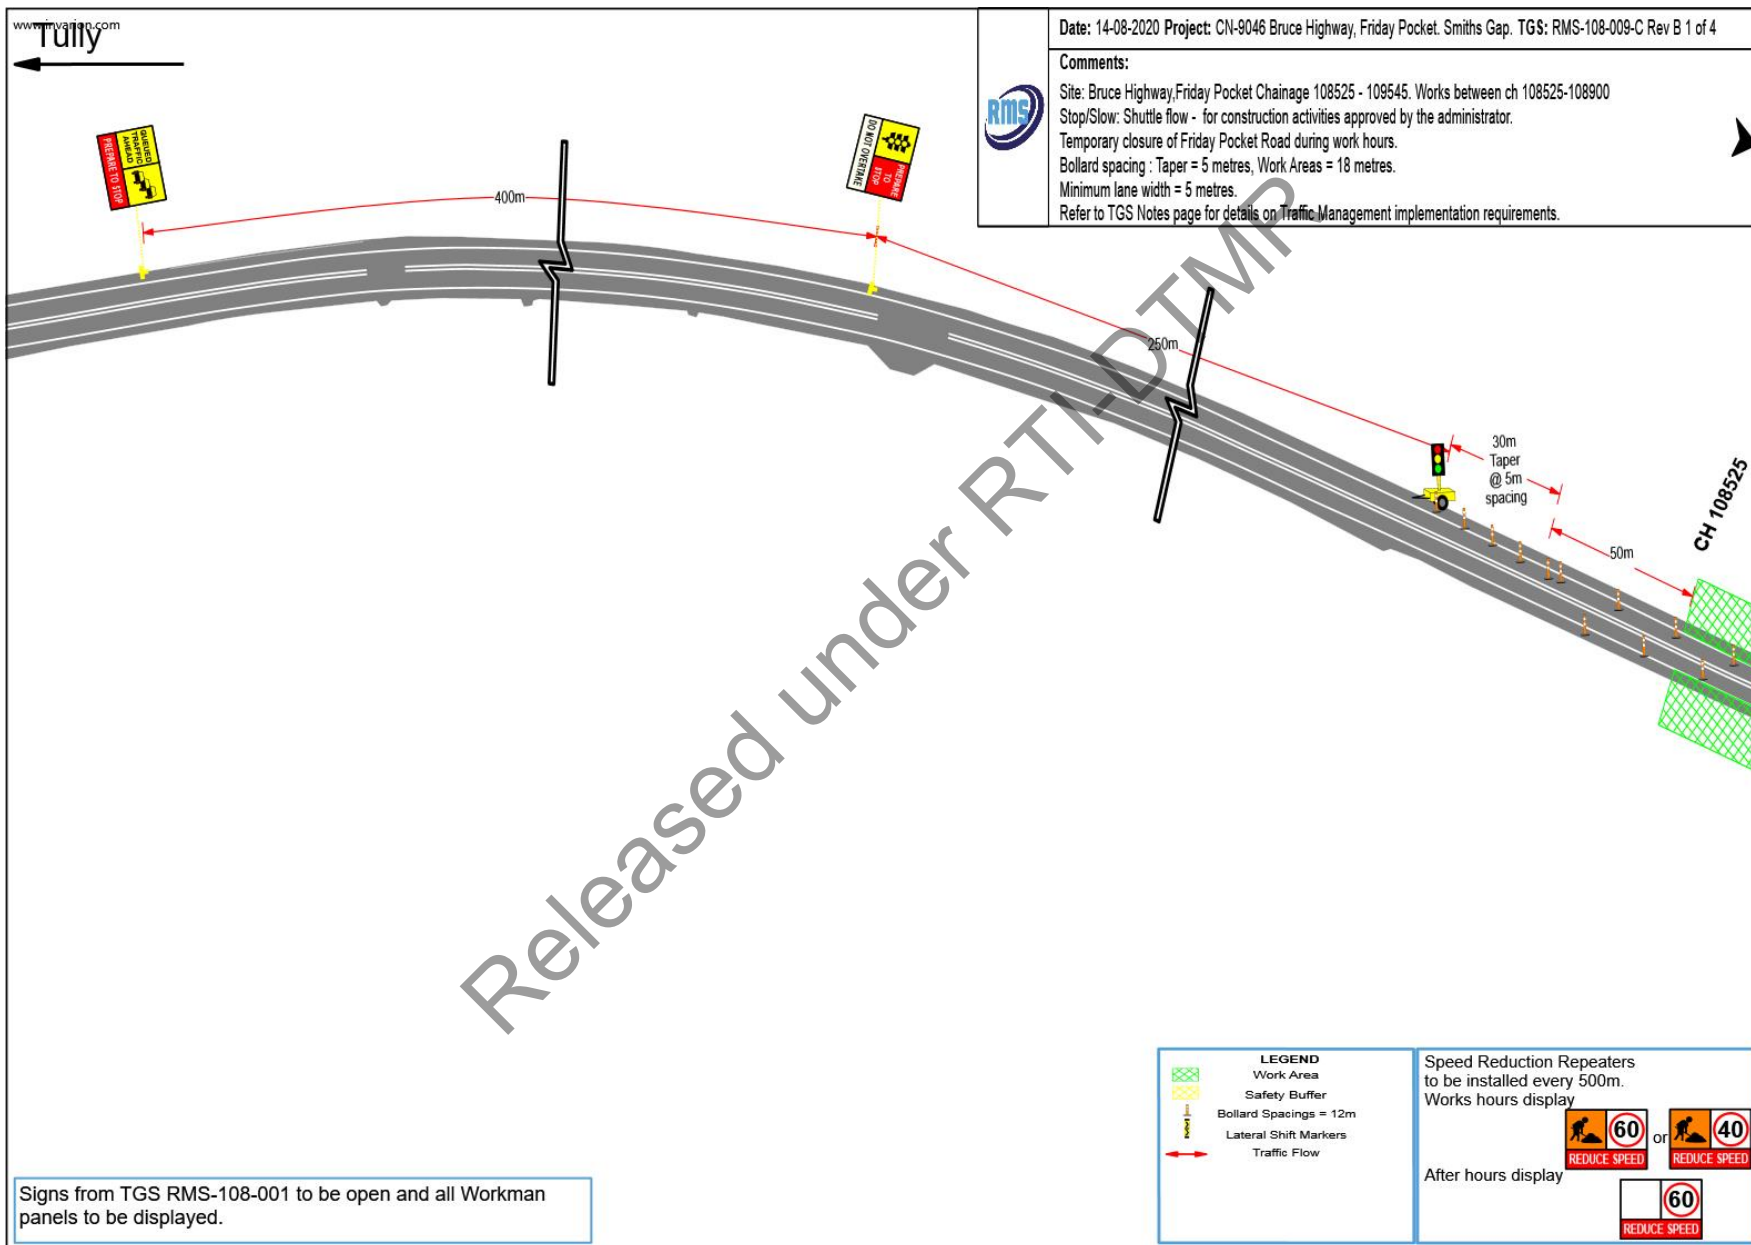 www.invarion.com
Tully
Date: 14-08-2020 Project: CN-9046 Bruce Highway, Friday Pocket. Smiths Gap. TGS: RMS-108-009-C Rev B 1 of 4
RMS
Comments:
Site: Bruce Highway,Friday Pocket Chainage 108525 - 109545. Works between ch 108525-108900
Stop/Slow: Shuttle flow - for construction activities approved by the administrator.
Temporary closure of Friday Pocket Road during work hours.
Bollard spacing : Taper = 5 metres, Work Areas = 18 metres.
Minimum lane width = 5 metres.
Refer to TGS Notes page for details on Traffic Management implementation requirements.
QUEUED
TRAFFIC
AHEAD
PREPARE TO STOP
400m
DO NOT OVERTAKE
PREPARE
TO
STOP
250m
30m
Taper
@ 5m
spacing
50m
CH 108525
Released under RTI-DTMR
LEGEND
Work Area
Safety Buffer
Bollard Spacings = 12m
Lateral Shift Markers
Traffic Flow
Speed Reduction Repeaters
to be installed every 500m.
Works hours display
60 or 40
REDUCE SPEED REDUCE SPEED
After hours display
60
REDUCE SPEED
Signs from TGS RMS-108-001 to be open and all Workman
panels to be displayed.